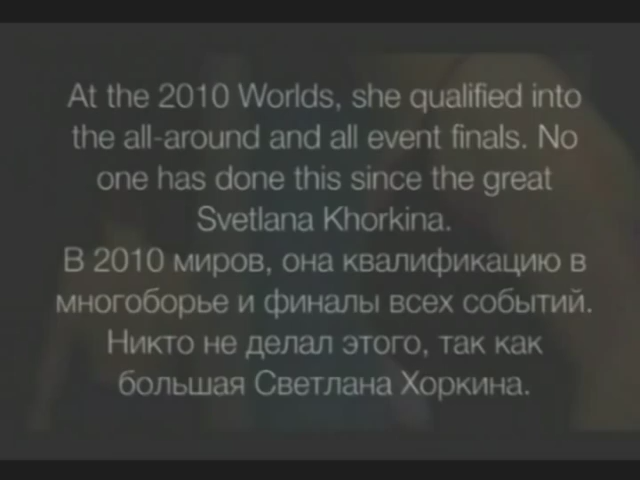 At the 2010 Worlds, she qualified into
the all-around and all event finals. No
one has done this since the great
Svetlana Khorkina.
В 2010 миров, она квалификацию в
многоборье и финалы всех событий.
Никто не делал этого, так как
большая Светлана Хоркина.